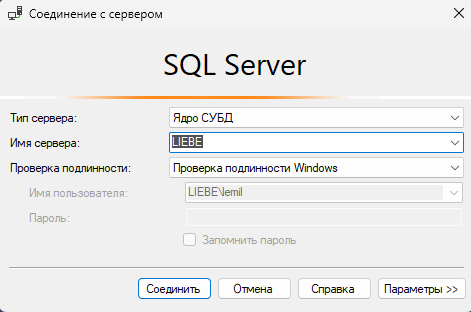 Соединение с сервером
SQL Server
Тип сервера: Ядро СУБД
Имя сервера: LIEBE
Проверка подлинности: Проверка подлинности Windows
Имя пользователя: LIEBE\emil
Пароль:
Запомнить пароль
Соединить Отмена Справка Параметры >>